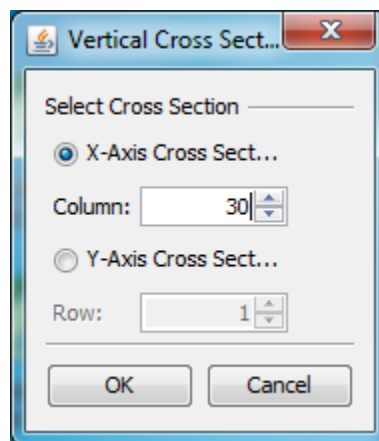 Vertical Cross Sect...
Select Cross Section
X-Axis Cross Sect...
Column: 30
Y-Axis Cross Sect...
Row: 1
OK Cancel